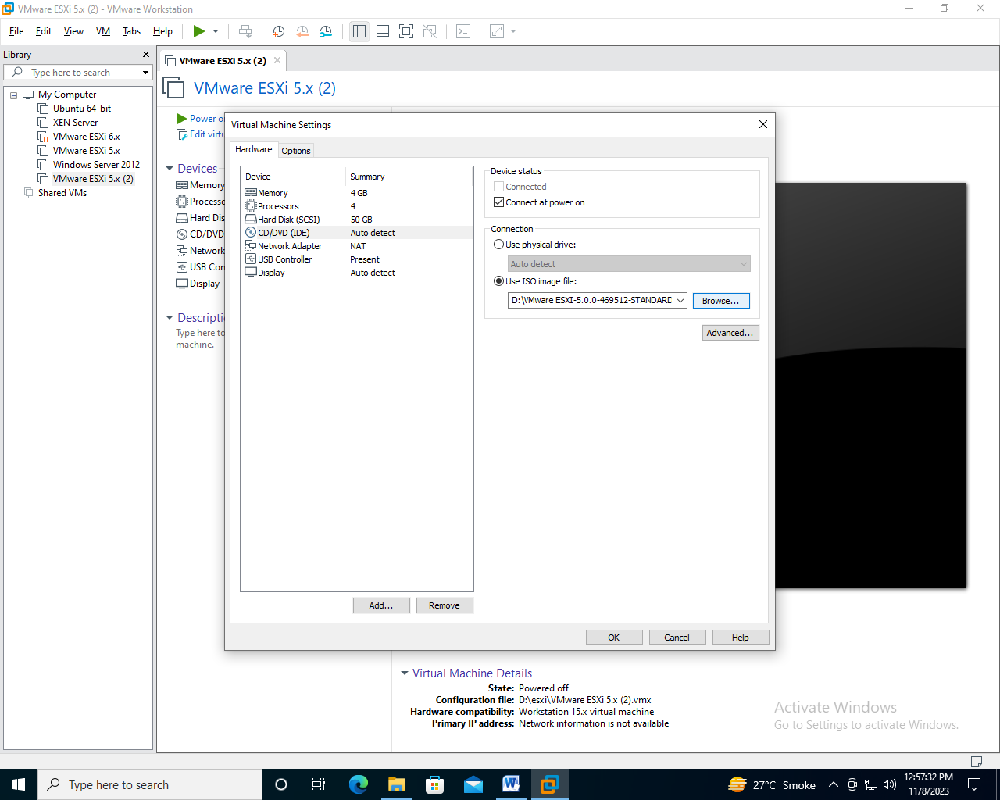 VMware ESXi 5.x (2) - VMware Workstation
File Edit View VM Tabs Help
Library
Type here to search
My Computer
Ubuntu 64-bit
XEN Server
VMware ESXi 6.x
VMware ESXi 5.x
Windows Server 2012
VMware ESXi 5.x (2)
Shared VMs
VMware ESXi 5.x (2)
VMware ESXi 5.x (2)
Power o
Edit virtu
Devices
Memory
Processo
Hard Dis
CD/DVD
Network
USB Con
Display
Descripti
Type here to
machine.
Virtual Machine Settings
Hardware Options
Device Summary
Memory 4 GB
Processors 4
Hard Disk (SCSI) 50 GB
CD/DVD (IDE) Auto detect
Network Adapter NAT
USB Controller Present
Display Auto detect
Add... Remove
Device status
Connected
Connect at power on
Connection
Use physical drive:
Auto detect
Use ISO image file:
D:\VMware ESXI-5.0.0-469512-STANDARD Browse...
Advanced...
OK Cancel Help
Virtual Machine Details
State: Powered off
Configuration file: D:\esxi\VMware ESXi 5.x (2).vmx
Hardware compatibility: Workstation 15.x virtual machine
Primary IP address: Network information is not available
Activate Windows
Go to Settings to activate Windows.
Type here to search
27°C Smoke
12:57:32 PM
11/8/2023